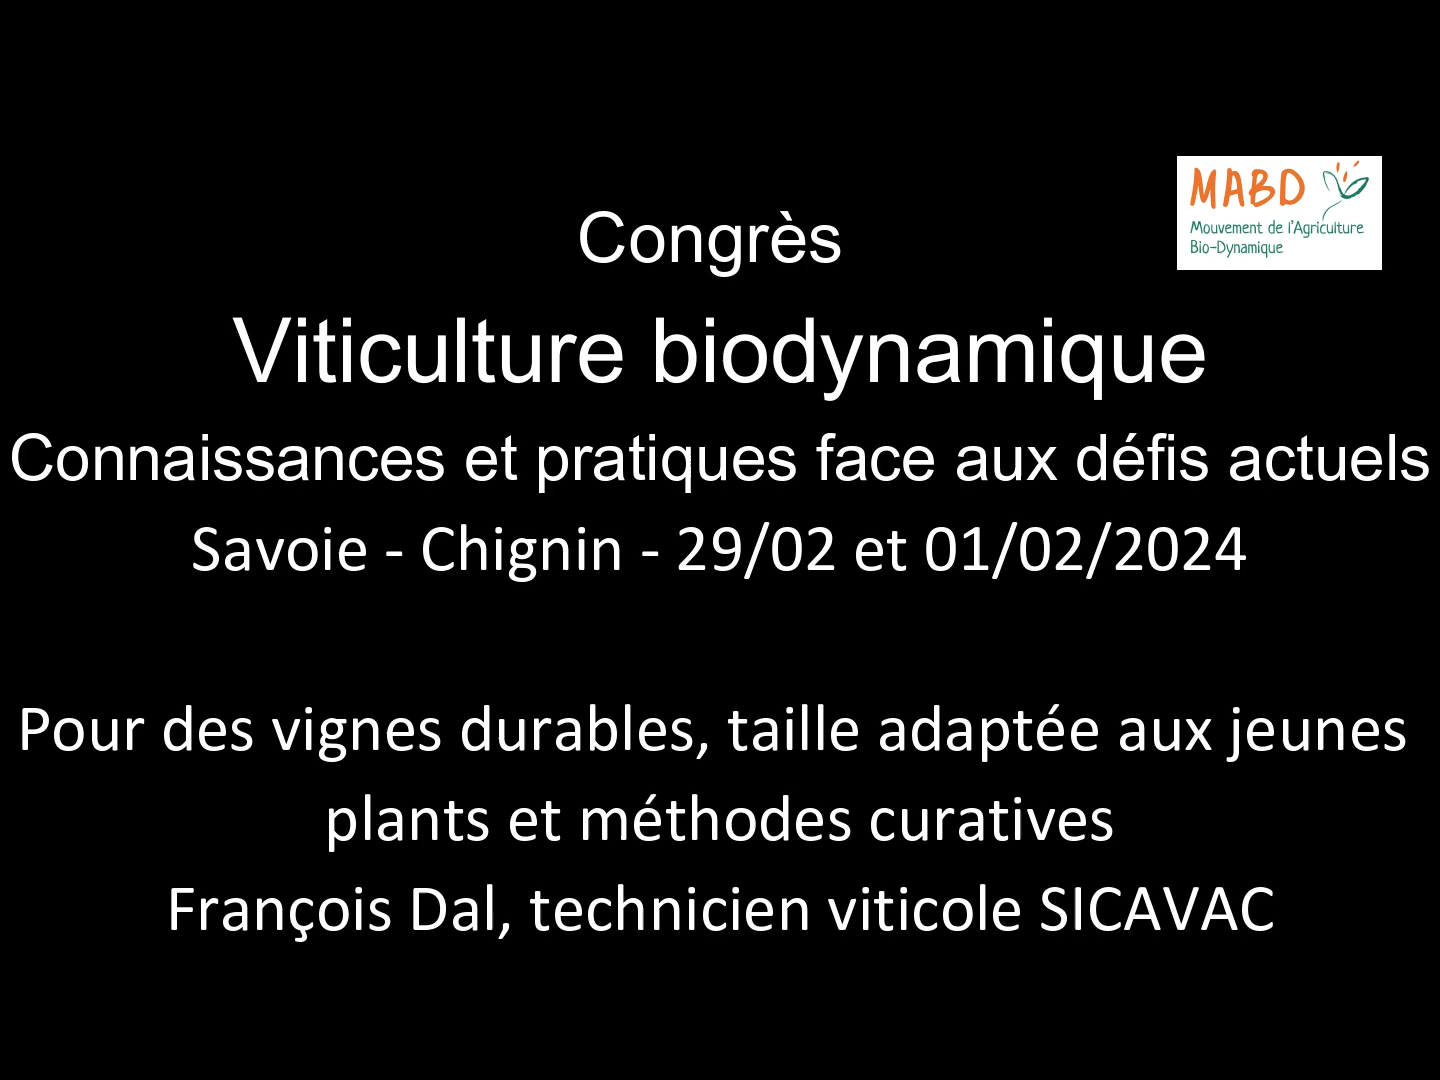 MABD
Mouvement de l'Agriculture
Bio-Dynamique
Congrès
Viticulture biodynamique
Connaissances et pratiques face aux défis actuels
Savoie - Chignin - 29/02 et 01/02/2024
Pour des vignes durables, taille adaptée aux jeunes
plants et méthodes curatives
François Dal, technicien viticole SICAVAC